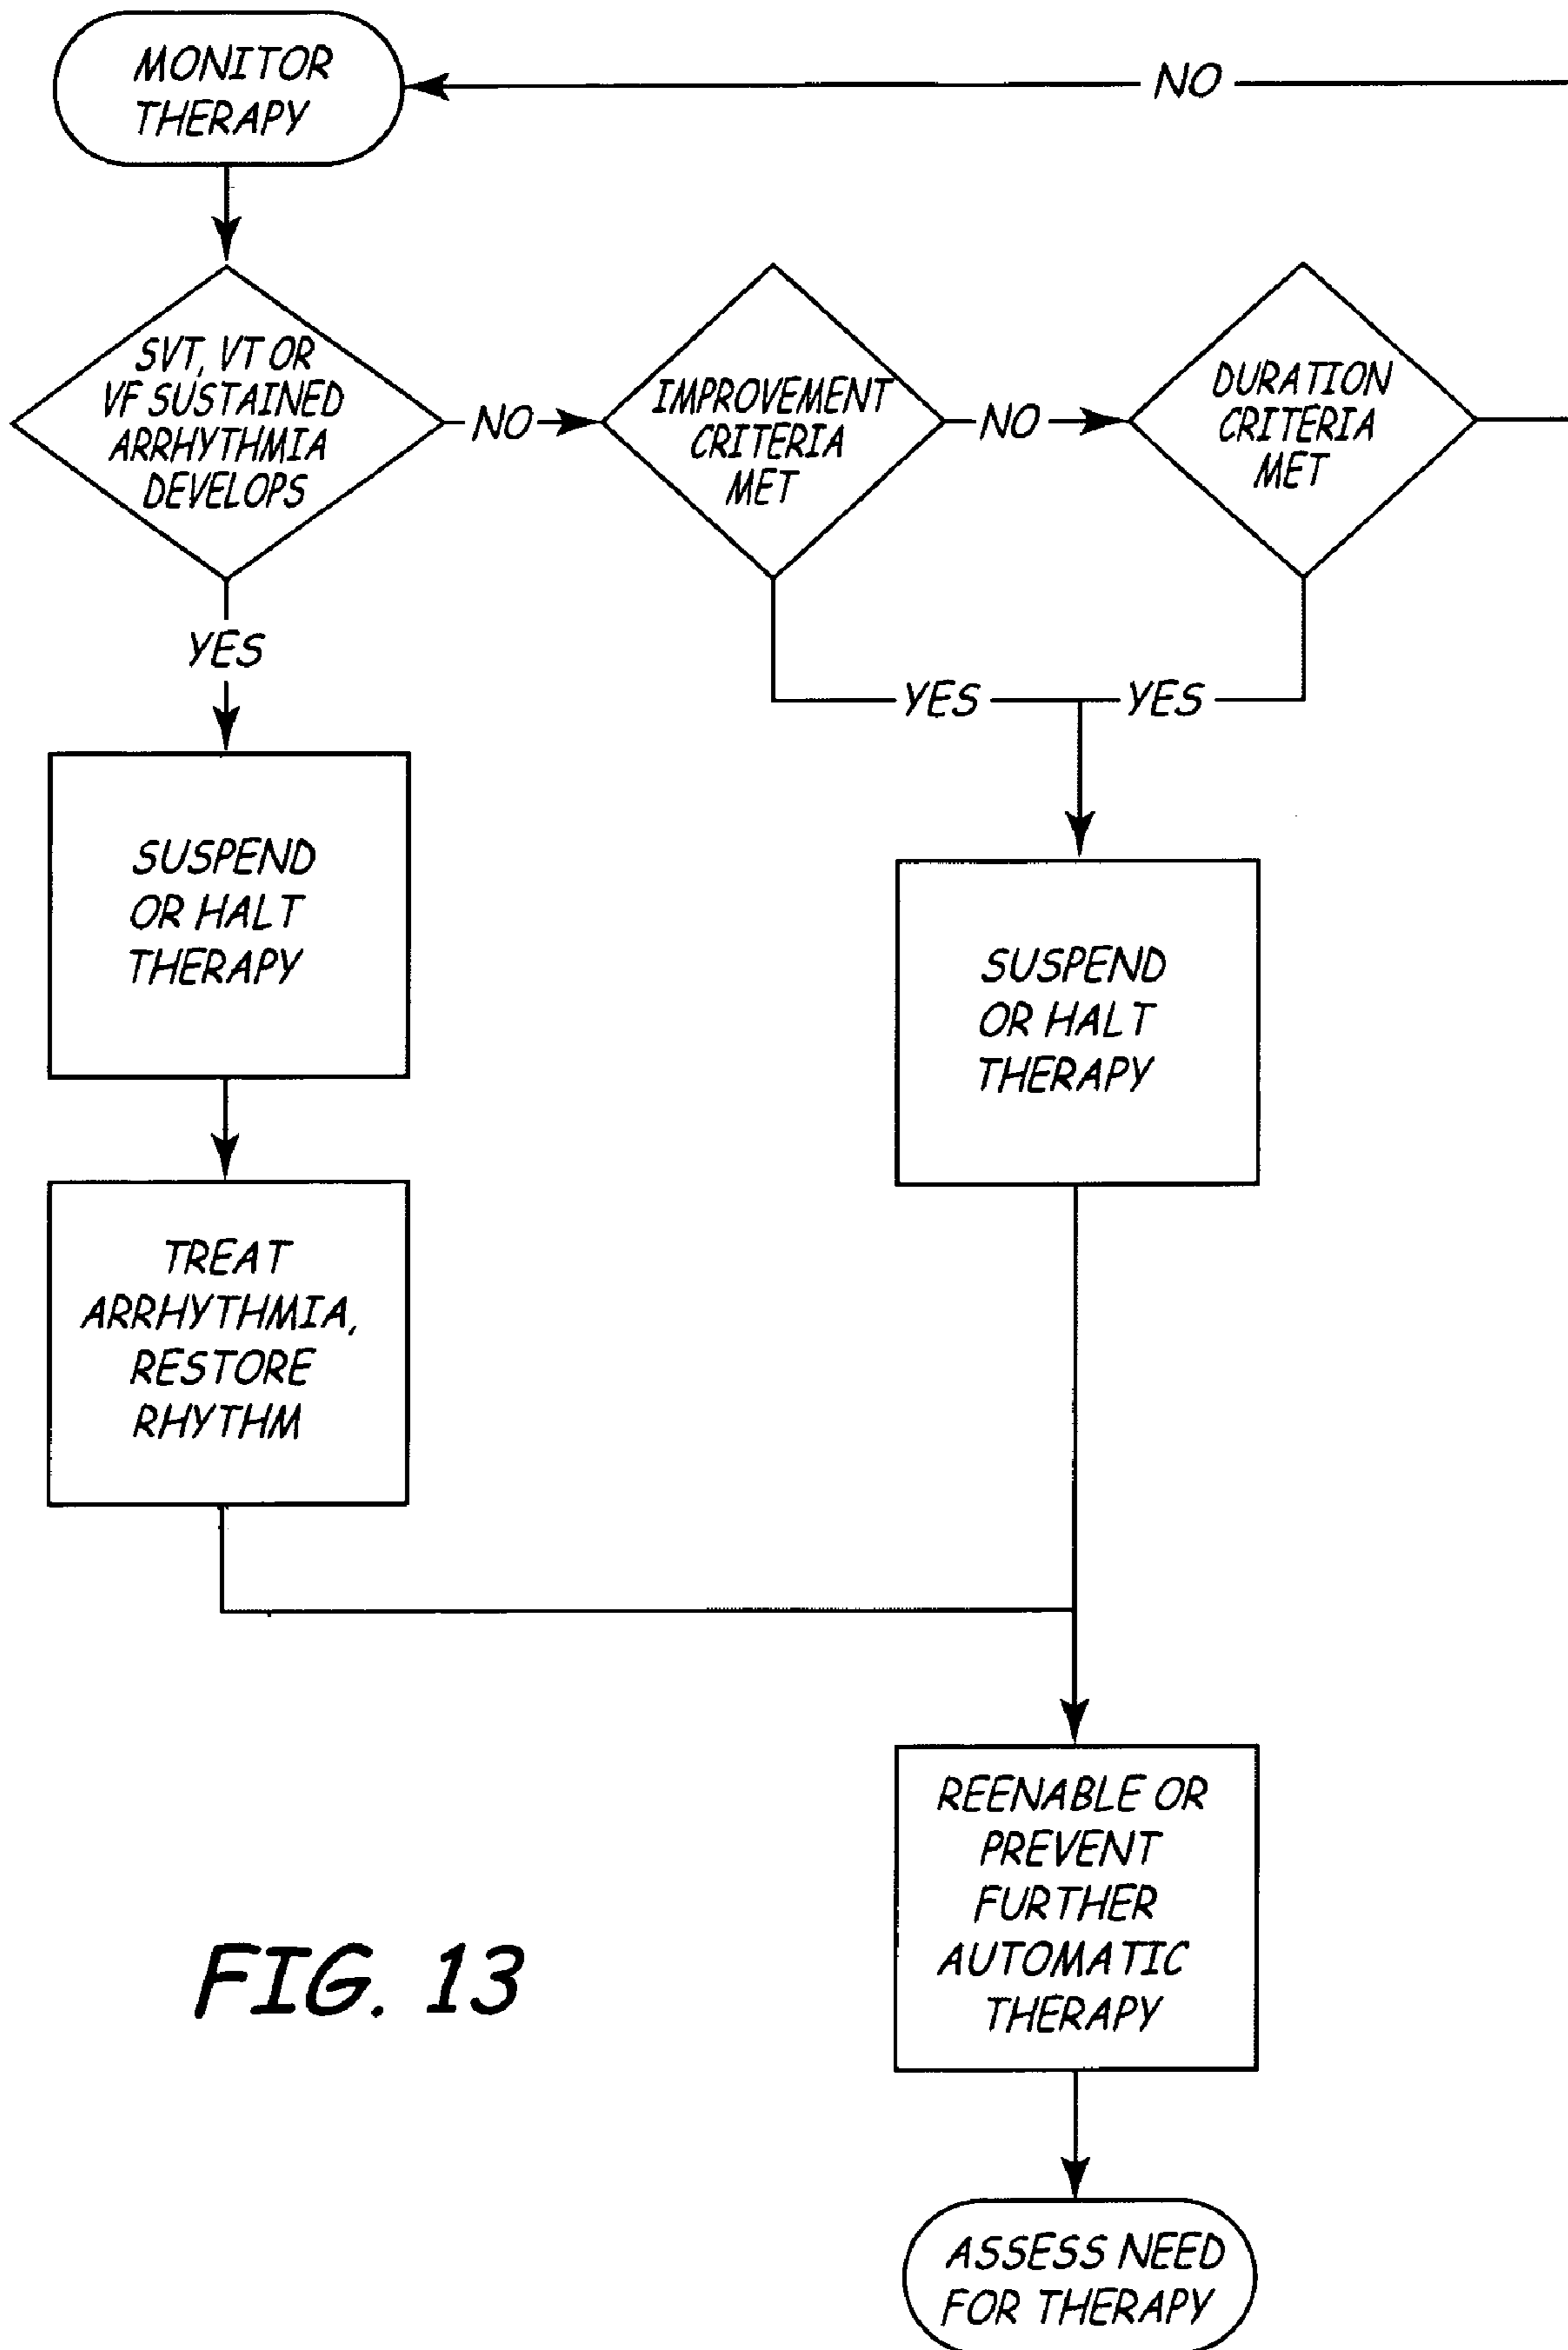 MONITOR
THERAPY
NO
SVT, VT OR
VF SUSTAINED
ARRHYTHMIA
DEVELOPS
NO
IMPROVEMENT
CRITERIA
MET
NO
DURATION
CRITERIA
MET
YES
YES
YES
SUSPEND
OR HALT
THERAPY
SUSPEND
OR HALT
THERAPY
TREAT
ARRHYTHMIA,
RESTORE
RHYTHM
REENABLE OR
PREVENT
FURTHER
AUTOMATIC
THERAPY
FIG. 13
ASSESS NEED
FOR THERAPY